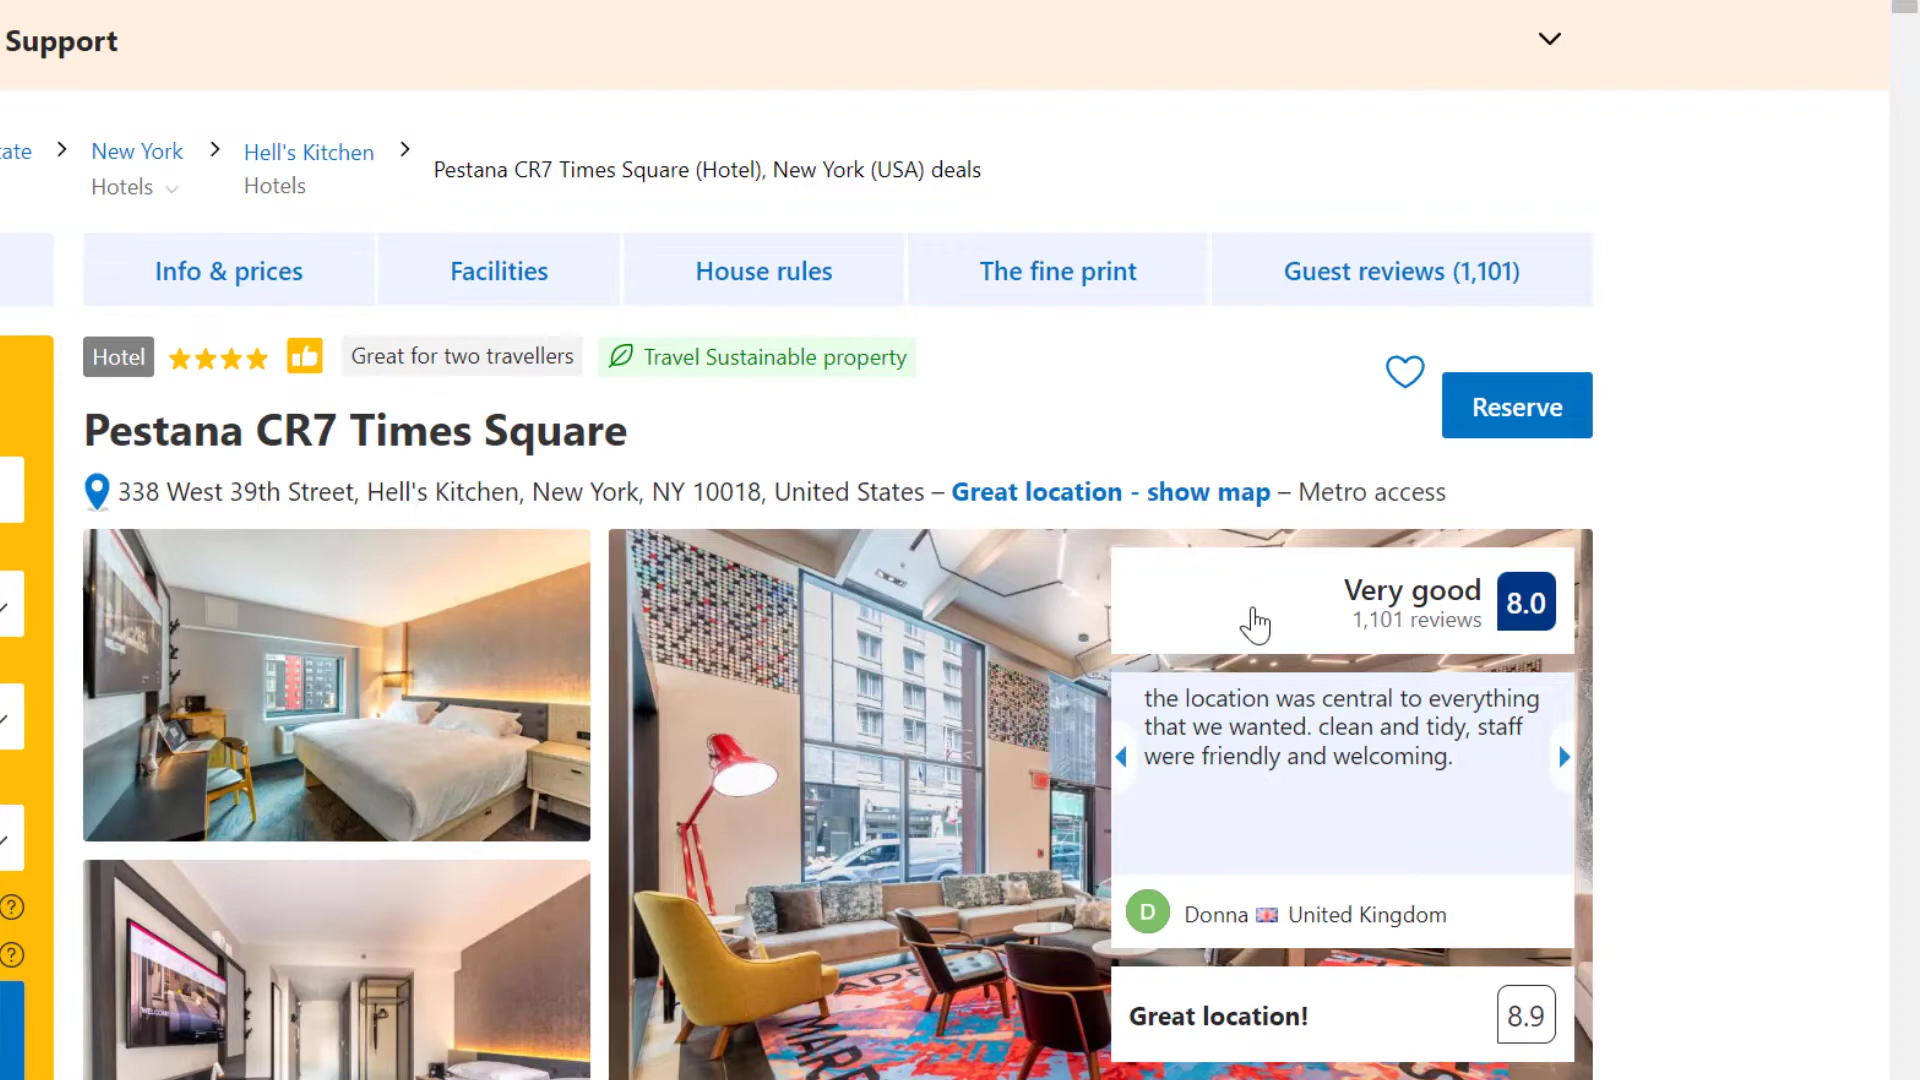 Support
ate
New York
Hotels
Hell's Kitchen
Hotels
Pestana CR7 Times Square (Hotel), New York (USA) deals
Info & prices
Facilities
House rules
The fine print
Guest reviews (1,101)
Hotel
Great for two travellers
Travel Sustainable property
Reserve
Pestana CR7 Times Square
338 West 39th Street, Hell's Kitchen, New York, NY 10018, United States – Great location - show map – Metro access
Very good
1,101 reviews
8.0
the location was central to everything
that we wanted. clean and tidy, staff
were friendly and welcoming.
D
Donna
United Kingdom
Great location!
8.9